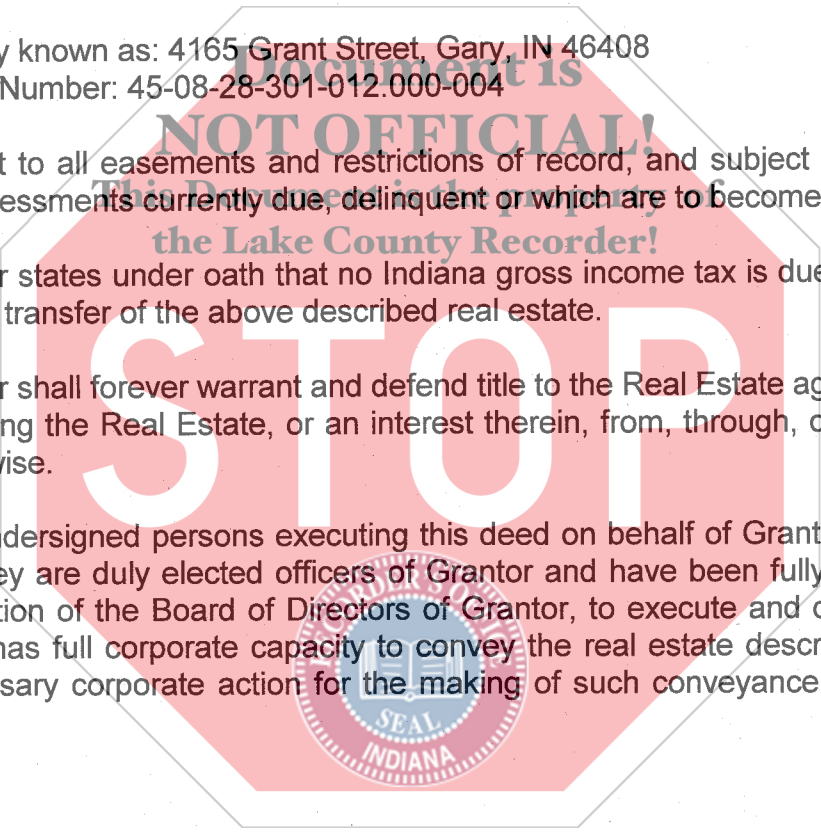 y known as: 4165 Grant Street, Gary, IN 46408
Document is
Number: 45-08-28-301-012.000-004
NOT OFFICIAL!
t to all easements and restrictions of record, and subject
This Document is the property of
essments currently due, delinquent or which are to become
the Lake County Recorder!
r states under oath that no Indiana gross income tax is due
transfer of the above described real estate.
STOP
r shall forever warrant and defend title to the Real Estate ag
ng the Real Estate, or an interest therein, from, through, o
vise.
ndersigned persons executing this deed on behalf of Grant
ey are duly elected officers of Grantor and have been fully
tion of the Board of Directors of Grantor, to execute and d
has full corporate capacity to convey the real estate descr
sary corporate action for the making of such conveyance
RECORDER'S OFFICE
SEAL
INDIANA